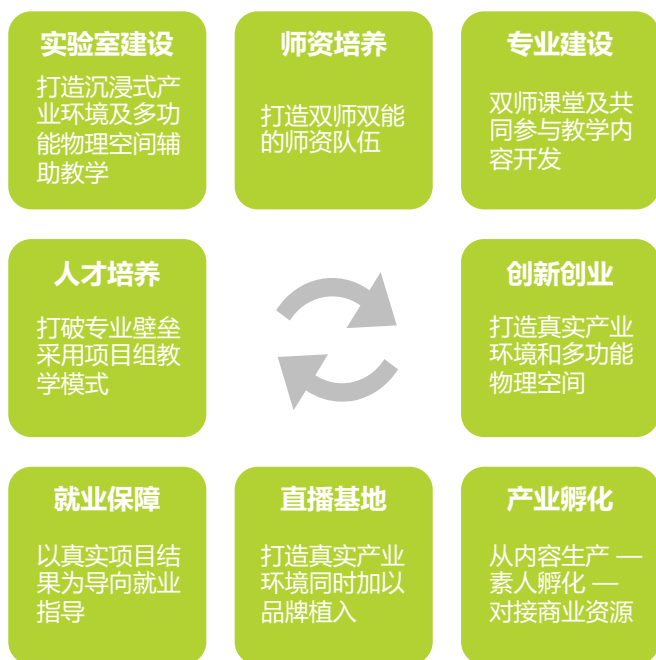 实验室建设
打造沉浸式产
业环境及多功
能物理空间辅
助教学
师资培养
打造双师双能
的师资队伍
专业建设
双师课堂及共
同参与教学内
容开发
人才培养
打破专业壁垒
采用项目组教
学模式
创新创业
打造真实产业
环境和多功能
物理空间
就业保障
以真实项目结
果为导向就业
指导
直播基地
打造真实产业
环境同时加以
品牌植入
产业孵化
从内容生产 —
素人孵化 —
对接商业资源